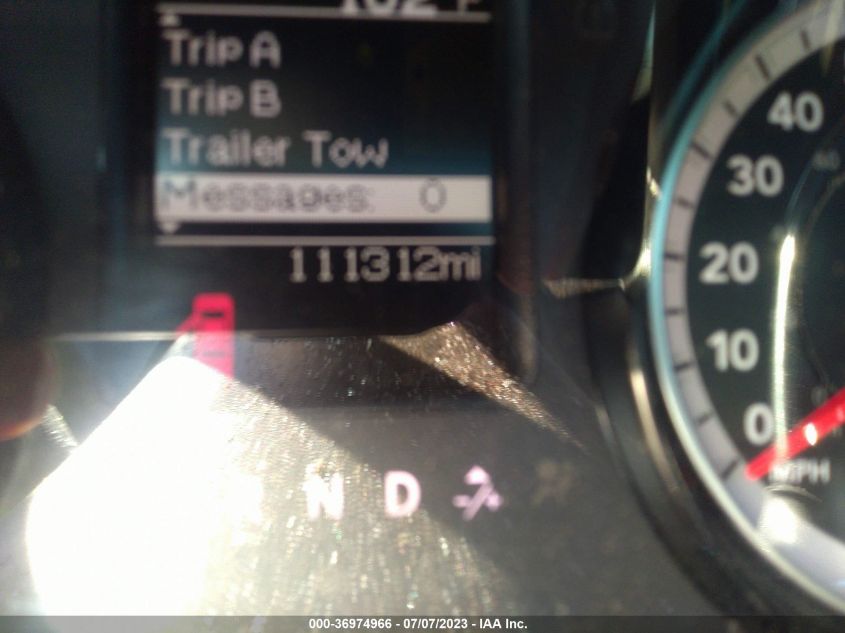 102°F
Trip A
Trip B
Trailer Tow
Messages: 0
111312mi
N D
40
30
20
10
0
MPH
000-36974966 - 07/07/2023 - IAA Inc.